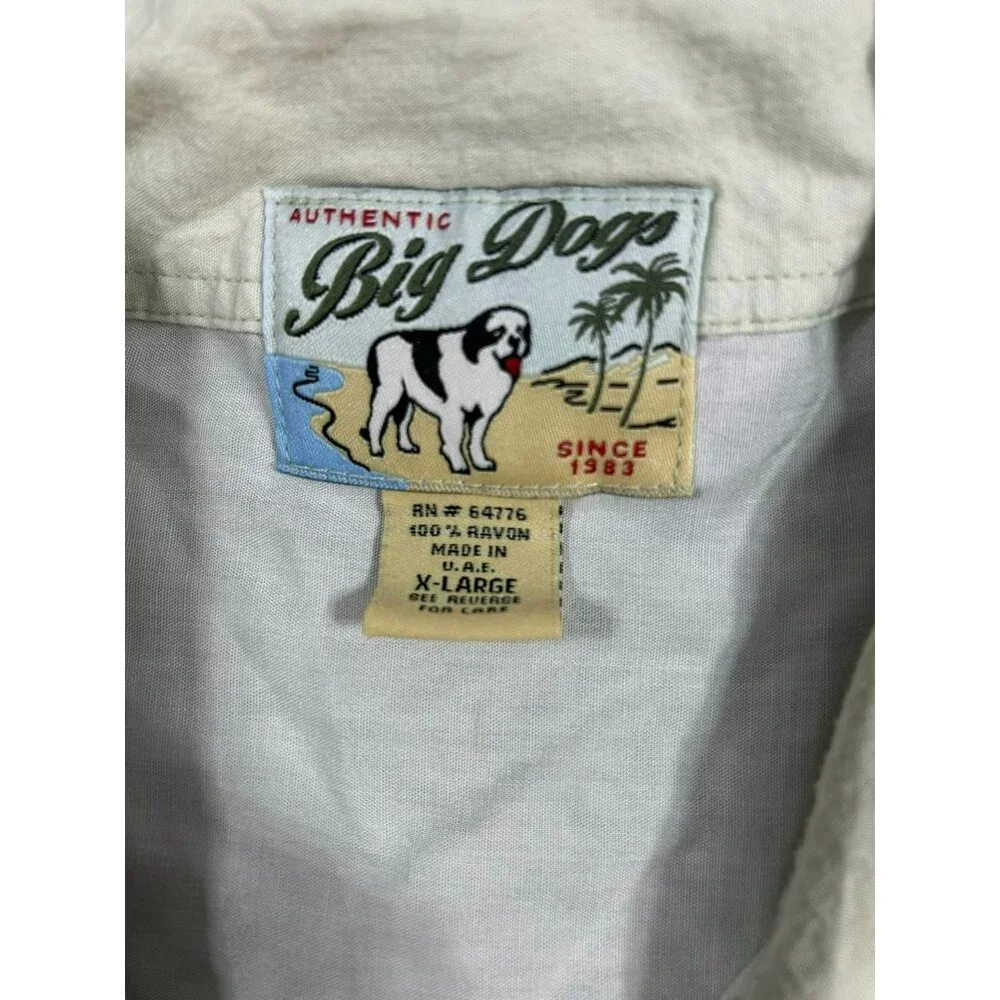 AUTHENTIC
Big Dogs
SINCE
1983
RN # 64776
100% RAYON
MADE IN
U.A.E.
X-LARGE
SEE REVERSE
FOR CARE